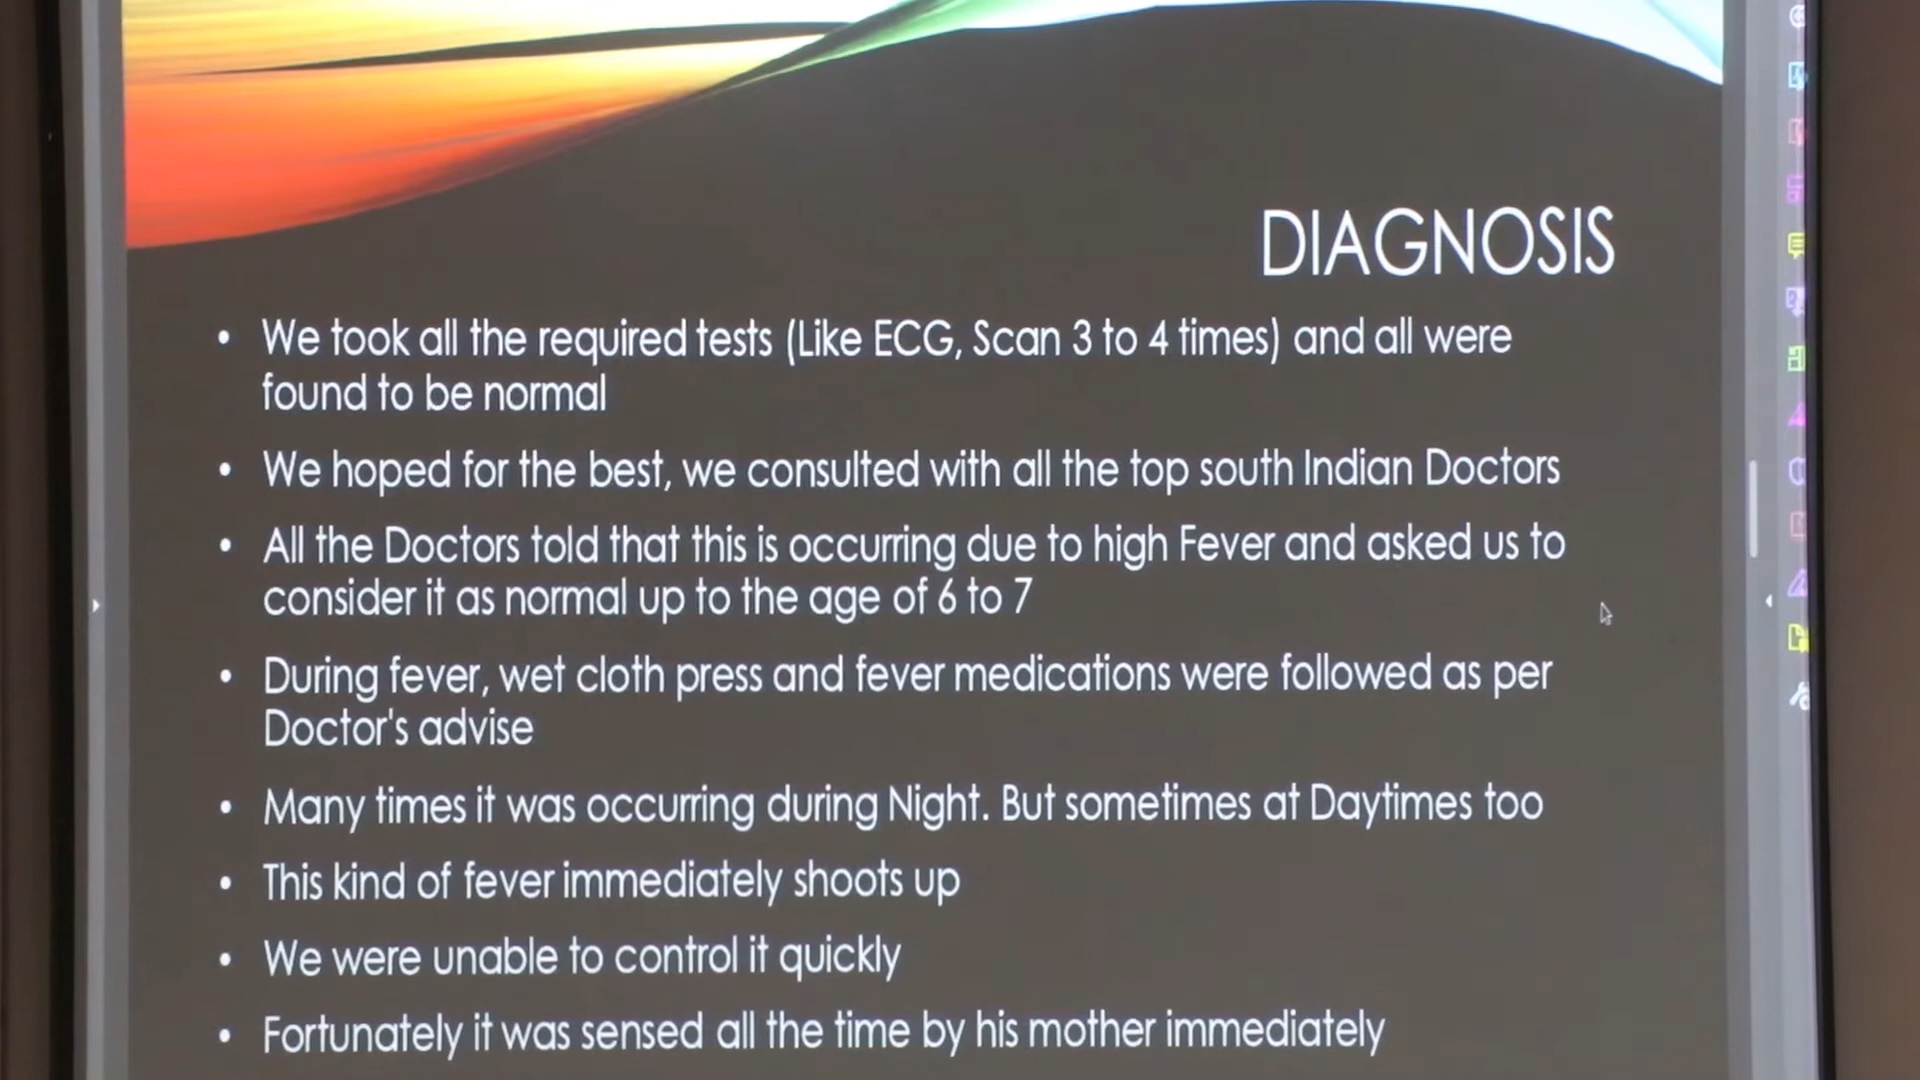 DIAGNOSIS
• We took all the required tests (Like ECG, Scan 3 to 4 times) and all were
found to be normal
• We hoped for the best, we consulted with all the top south Indian Doctors
• All the Doctors told that this is occurring due to high Fever and asked us to
consider it as normal up to the age of 6 to 7
• During fever, wet cloth press and fever medications were followed as per
Doctor's advise
• Many times it was occurring during Night. But sometimes at Daytimes too
• This kind of fever immediately shoots up
• We were unable to control it quickly
• Fortunately it was sensed all the time by his mother immediately